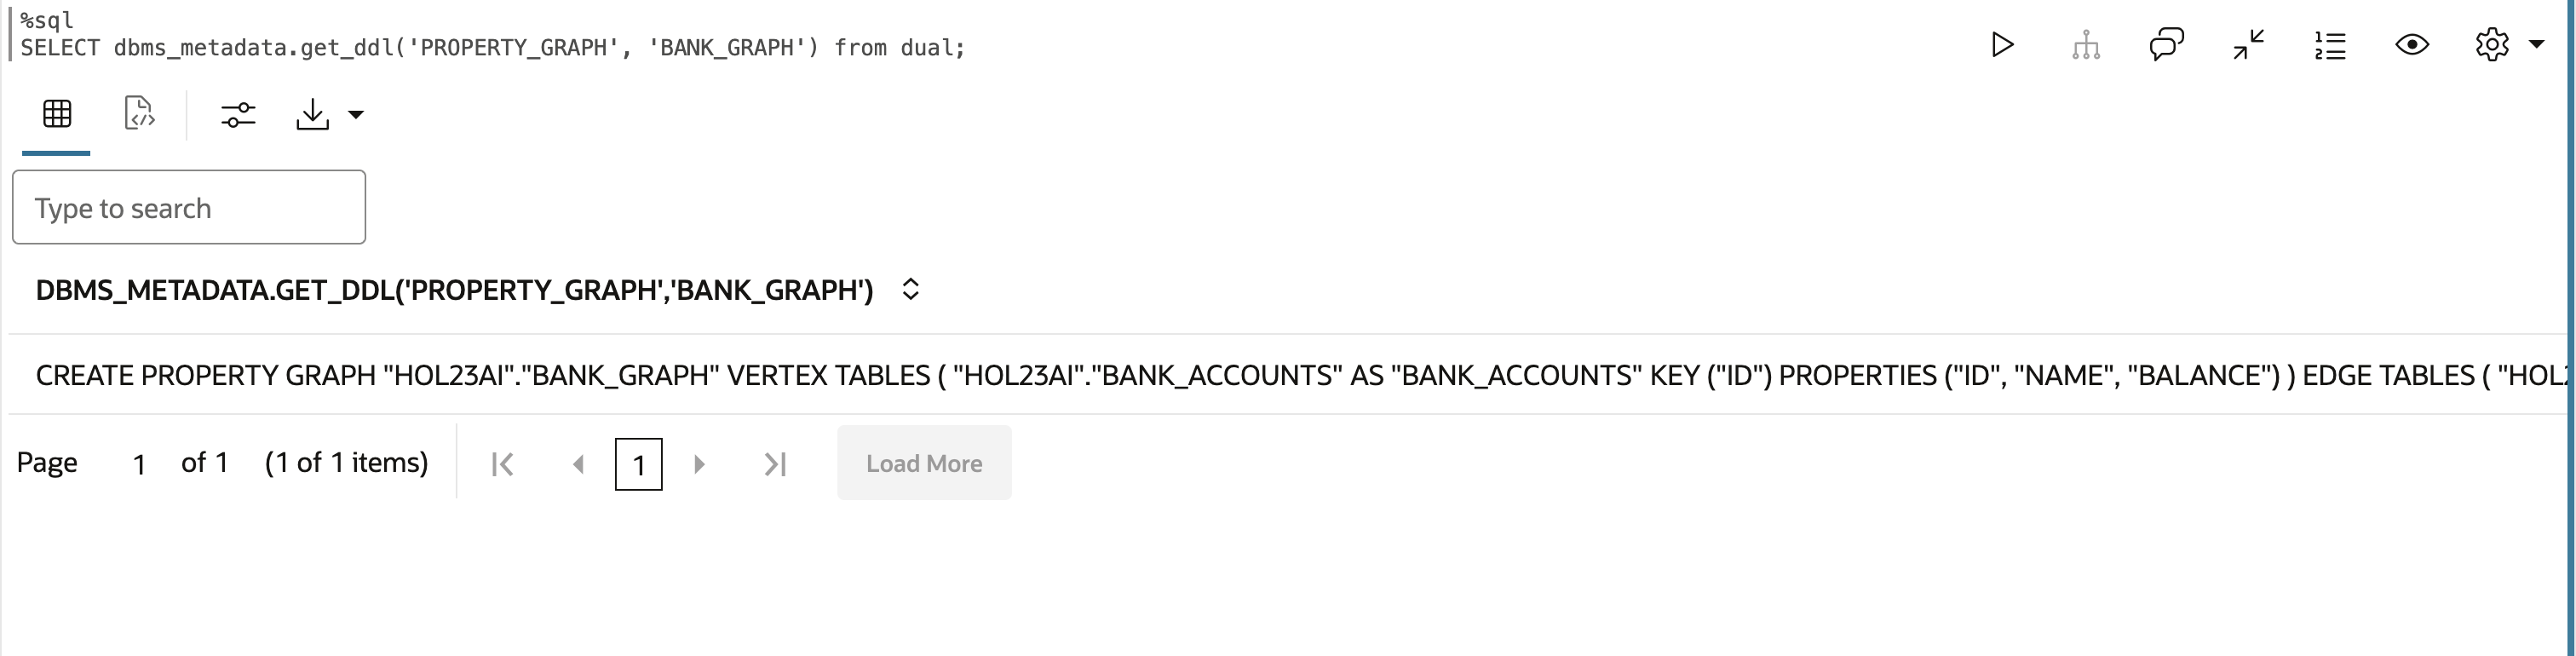 %sql
SELECT dbms_metadata.get_ddl('PROPERTY_GRAPH', 'BANK_GRAPH') from dual;
Type to search
DBMS_METADATA.GET_DDL('PROPERTY_GRAPH','BANK_GRAPH')
CREATE PROPERTY GRAPH "HOL23AI"."BANK_GRAPH" VERTEX TABLES ( "HOL23AI"."BANK_ACCOUNTS" AS "BANK_ACCOUNTS" KEY ("ID") PROPERTIES ("ID", "NAME", "BALANCE") ) EDGE TABLES (
Page 1 of 1 (1 of 1 items) 1 Load More